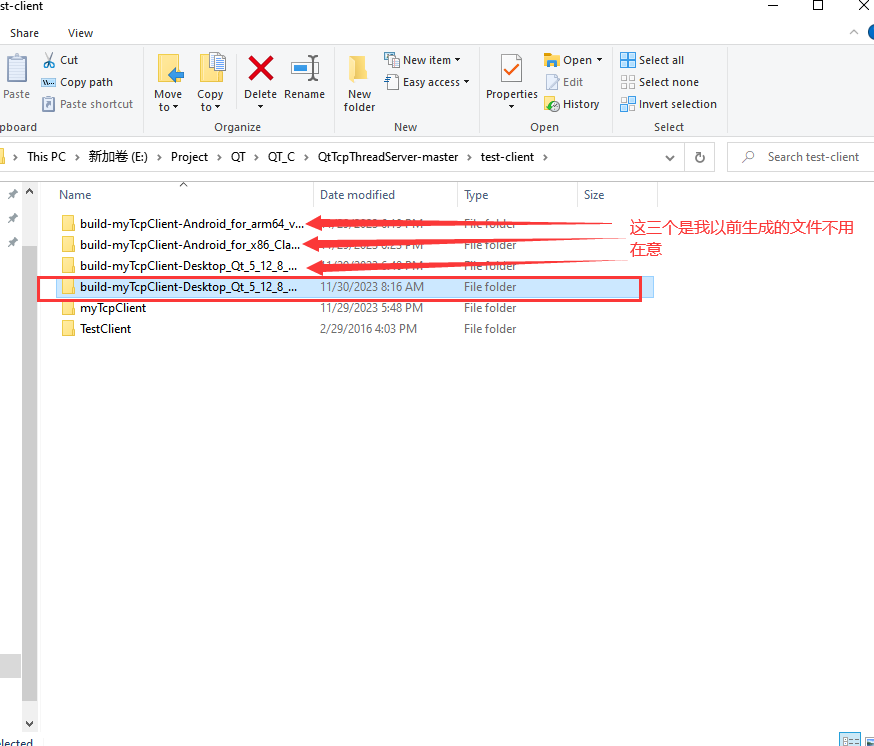 st-client
Share View
Cut
Copy path
Paste shortcut
Paste
pboard
Move to
Copy to
Delete
Rename
Organize
New folder
New item
Easy access
New
Properties
Open
Edit
History
Open
Select all
Select none
Invert selection
Select
This PC 新加卷 (E:) Project QT QT_C QtTcpThreadServer-master test-client
Search test-client
Name Date modified Type Size
build-myTcpClient-Android_for_arm64_v... File folder
build-myTcpClient-Android_for_x86_Cla... File folder
build-myTcpClient-Desktop_Qt_5_12_8_... File folder
build-myTcpClient-Desktop_Qt_5_12_8_... 11/30/2023 8:16 AM File folder
myTcpClient 11/29/2023 5:48 PM File folder
TestClient 2/29/2016 4:03 PM File folder
这三个是我以前生成的文件不用
在意